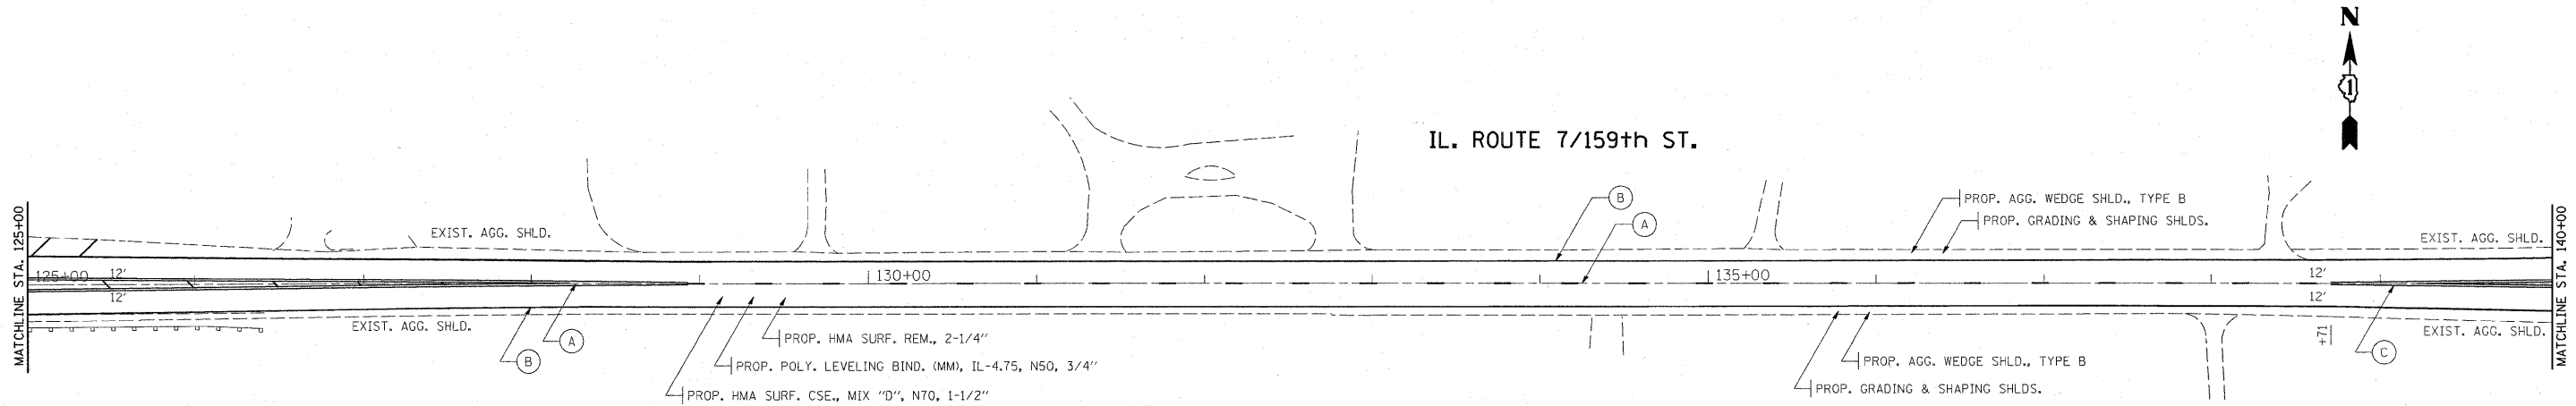 N
1
IL. ROUTE 7/159th ST.
MATCHLINE STA. 125+00
EXIST. AGG. SHLD.
B
A
PROP. AGG. WEDGE SHLD., TYPE B
PROP. GRADING & SHAPING SHLDS.
EXIST. AGG. SHLD.
MATCHLINE STA. 140+00
125+00
12'
130+00
135+00
12'
12'
12'
EXIST. AGG. SHLD.
B
A
PROP. HMA SURF. REM., 2-1/4"
PROP. POLY. LEVELING BIND. (MM), IL-4.75, N50, 3/4"
PROP. HMA SURF. CSE., MIX "D", N70, 1-1/2"
PROP. AGG. WEDGE SHLD., TYPE B
PROP. GRADING & SHAPING SHLDS.
+71
C
EXIST. AGG. SHLD.